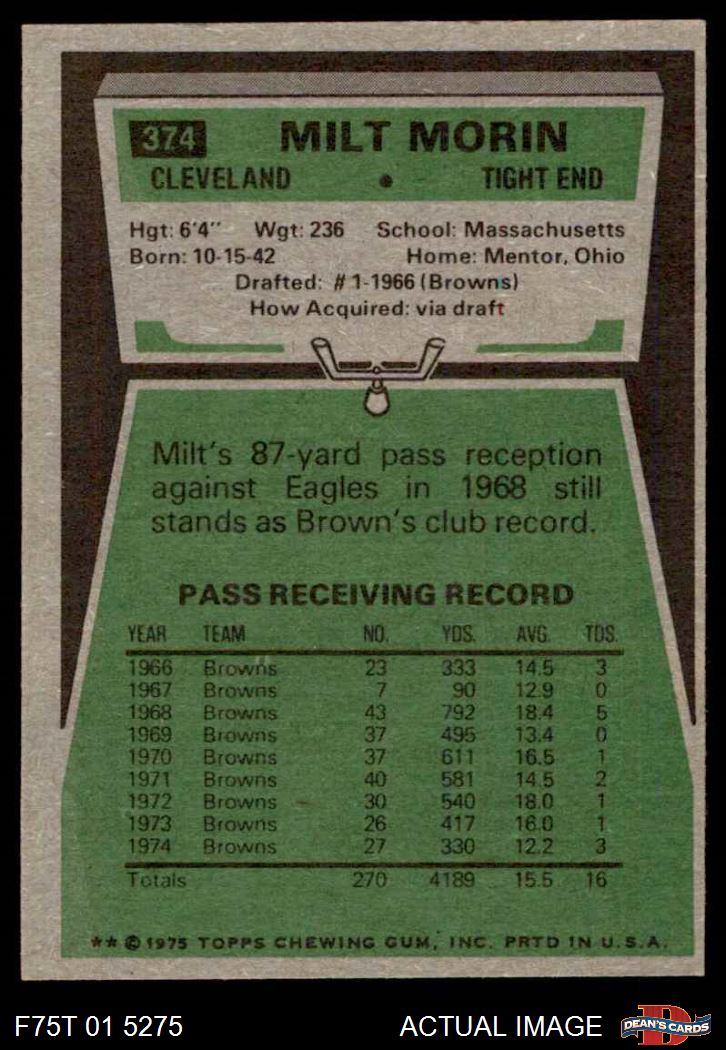 374 MILT MORIN
CLEVELAND • TIGHT END
Hgt: 6'4" Wgt: 236 School: Massachusetts
Born: 10-15-42 Home: Mentor, Ohio
Drafted: #1-1966 (Browns)
How Acquired: via draft
Milt's 87-yard pass reception
against Eagles in 1968 still
stands as Brown's club record.
PASS RECEIVING RECORD
YEAR TEAM NO. YDS. AVG. TDS.
1966 Browns 23 333 14.5 3
1967 Browns 7 90 12.9 0
1968 Browns 43 792 18.4 5
1969 Browns 37 495 13.4 0
1970 Browns 37 611 16.5 1
1971 Browns 40 581 14.5 2
1972 Browns 30 540 18.0 1
1973 Browns 26 417 16.0 1
1974 Browns 27 330 12.2 3
Totals 270 4189 15.5 16
** © 1975 TOPPS CHEWING GUM, INC. PRTD IN U.S.A.
F75T 01 5275 ACTUAL IMAGE D DEAN'S CARDS